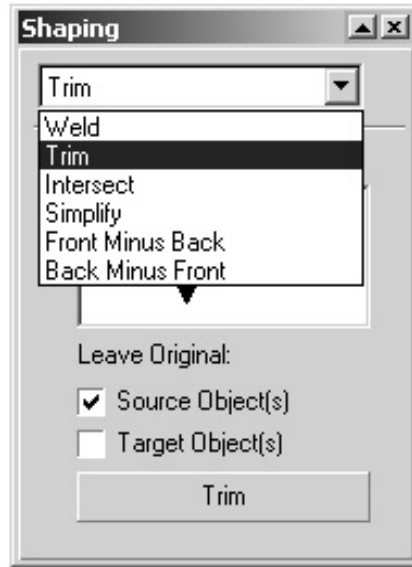 Shaping
Trim
Weld
Trim
Intersect
Simplify
Front Minus Back
Back Minus Front
Leave Original:
Source Object(s)
Target Object(s)
Trim